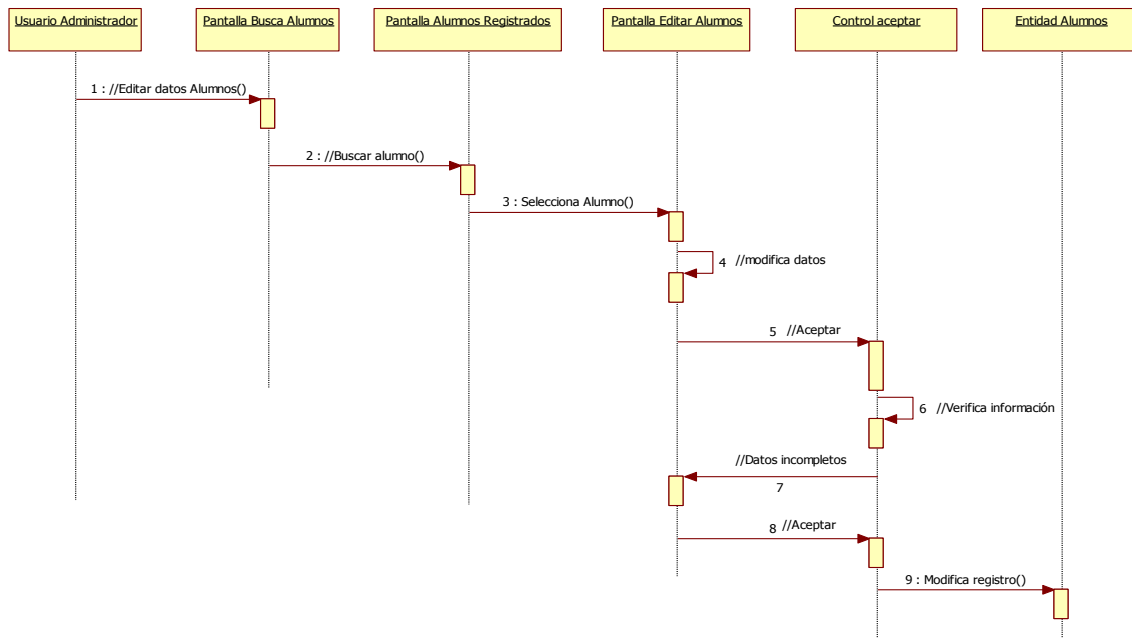 Usuario Administrador
Pantalla Busca Alumnos
Pantalla Alumnos Registrados
Pantalla Editar Alumnos
Control aceptar
Entidad Alumnos
1 : //Editar datos Alumnos()
2 : //Buscar alumno()
3 : Selecciona Alumno()
4 //modifica datos
5 //Aceptar
6 //Verifica información
//Datos incompletos
7
8 //Aceptar
9 : Modifica registro()